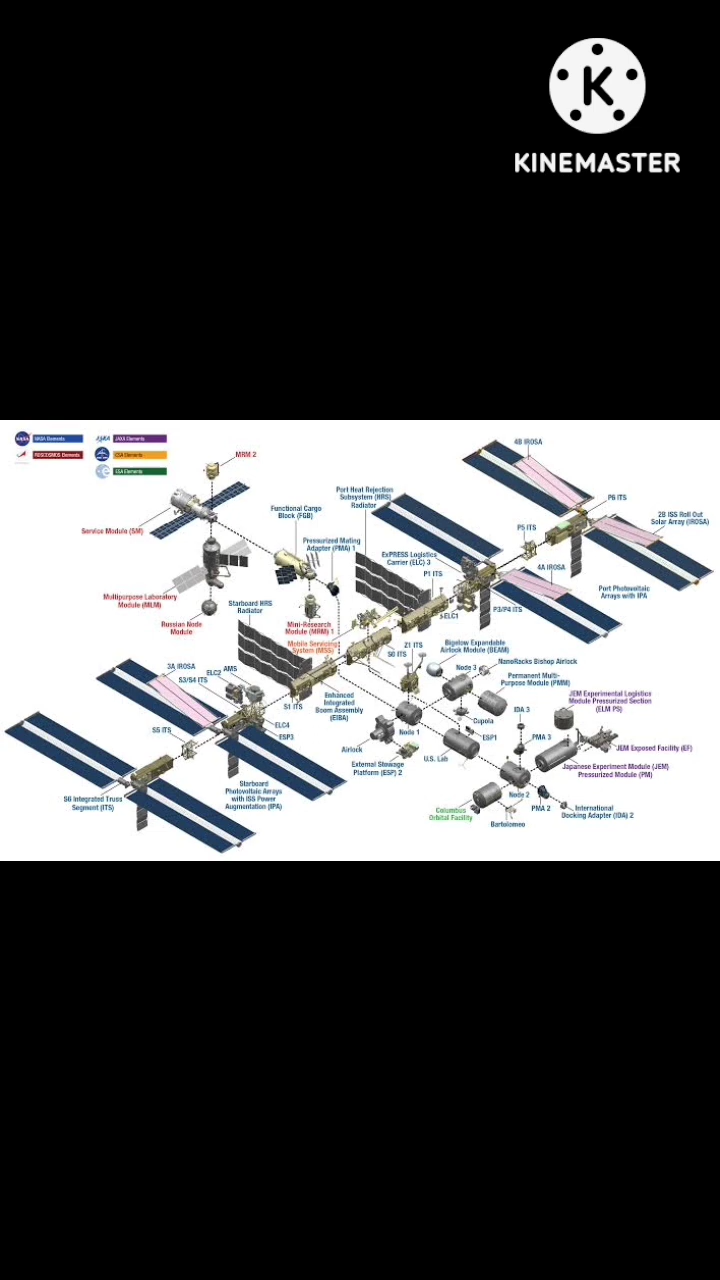 KINEMASTER
NASA
NASA Elements
JAXA
JAXA Elements
ROSCOSMOS Elements
CSA Elements
ESA Elements
MRM 2
4B IROSA
Service Module (SM)
Functional Cargo
Block (FGB)
Port Heat Rejection
Subsystem (HRS)
Radiator
P6 ITS
2B ISS Roll Out
Solar Array (IROSA)
P5 ITS
Pressurized Mating
Adapter (PMA) 1
ExPRESS Logistics
Carrier (ELC) 3
P1 ITS
4A IROSA
Port Photovoltaic
Arrays with IPA
Multipurpose Laboratory
Module (MLM)
Starboard HRS
Radiator
P3/P4 ITS
ELC1
Russian Node
Module
Mini-Research
Module (MRM) 1
Mobile Servicing
System (MSS)
S0 ITS
Z1 ITS
Bigelow Expandable
Airlock Module (BEAM)
NanoRacks Bishop Airlock
Node 3
Permanent Multi-
Purpose Module (PMM)
3A IROSA
S3/S4 ITS
ELC2
AMS
JEM Experimental Logistics
Module Pressurized Section
(ELM PS)
S1 ITS
Enhanced
Integrated
Boom Assembly
(EIBA)
Cupola
IDA 3
ELC4
ESP3
S5 ITS
Node 1
ESP1
PMA 3
JEM Exposed Facility (EF)
Airlock
U.S. Lab
External Stowage
Platform (ESP) 2
Japanese Experiment Module (JEM)
Pressurized Module (PM)
Starboard
Photovoltaic Arrays
with ISS Power
Augmentation (IPA)
Node 2
S6 Integrated Truss
Segment (ITS)
Columbus
Orbital Facility
Bartolomeo
PMA 2
International
Docking Adapter (IDA) 2